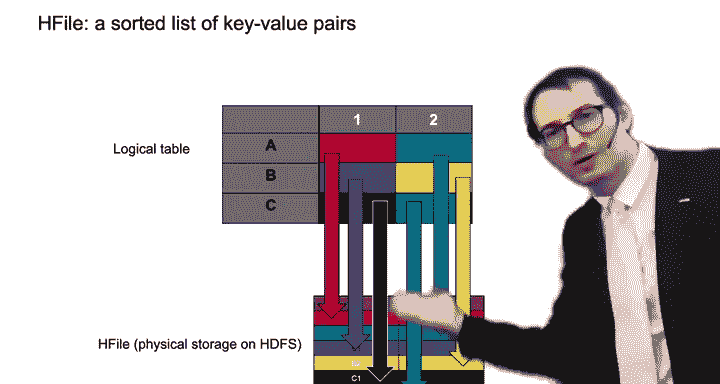 HFile: a sorted list of key-value pairs
1 2
Logical table
A
B
C
HFile (physical storage on HDFS)
C1